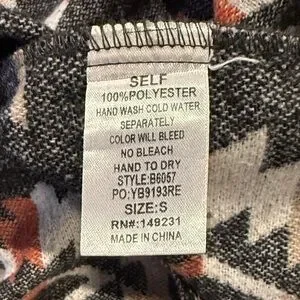 SELF
100%POLYESTER
HAND WASH COLD WATER
SEPARATELY
COLOR WILL BLEED
NO BLEACH
HAND TO DRY
STYLE:B6057
PO:YB9193RE
SIZE:S
RN#:149231
MADE IN CHINA